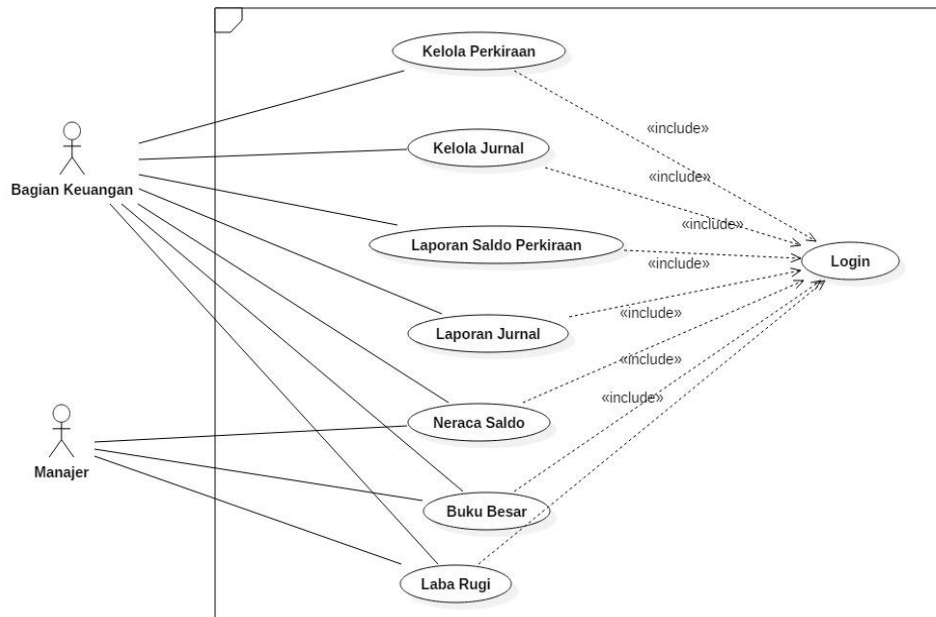 Kelola Perkiraan
«include»
Kelola Jurnal
«include»
Bagian Keuangan
«include»
Laporan Saldo Perkiraan
«include»
Login
«include»
Laporan Jurnal
«include»
«include»
Neraca Saldo
Manajer
Buku Besar
Laba Rugi